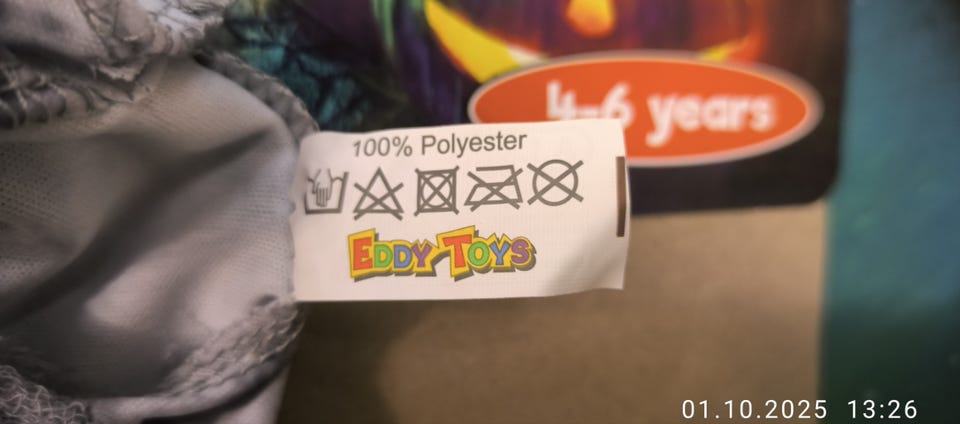 4-6 years
100% Polyester
EDDY TOYS
01.10.2025 13:26